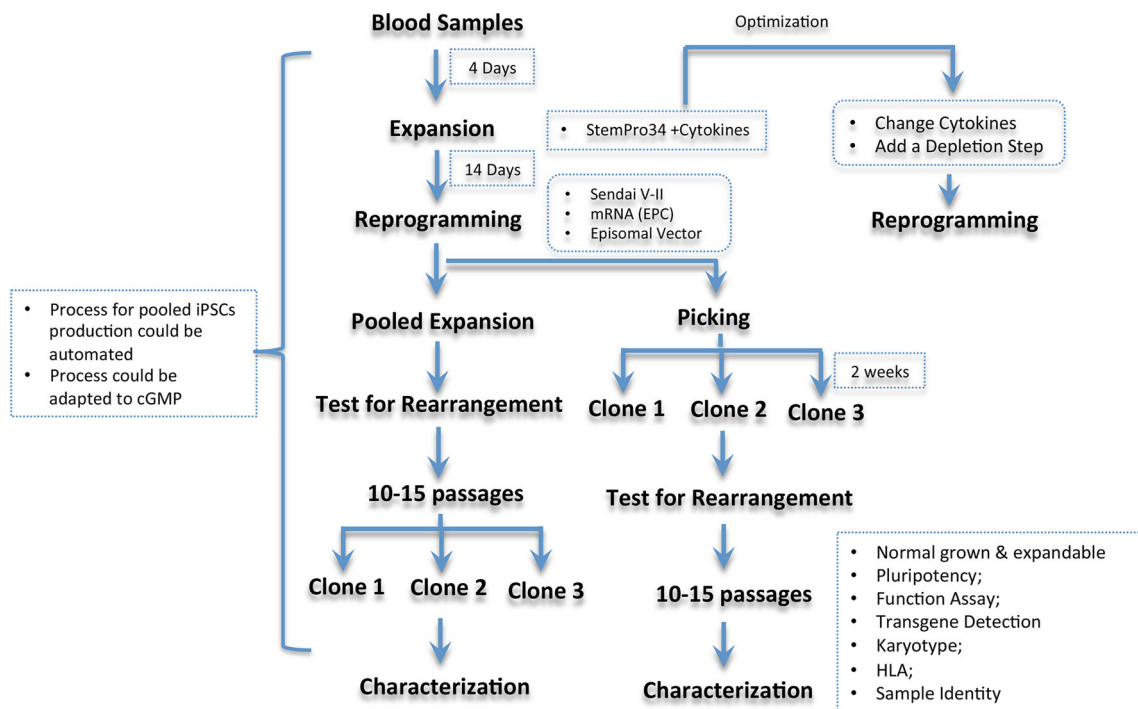 Blood Samples
Optimization
4 Days
Expansion
• StemPro34 +Cytokines
• Change Cytokines
• Add a Depletion Step
14 Days
Reprogramming
• Sendai V-II
• mRNA (EPC)
• Episomal Vector
Reprogramming
• Process for pooled iPSCs
production could be
automated
• Process could be
adapted to cGMP
Pooled Expansion
Picking
2 weeks
Test for Rearrangement
Clone 1
Clone 2
Clone 3
10-15 passages
Test for Rearrangement
Clone 1
Clone 2
Clone 3
10-15 passages
• Normal grown & expandable
• Pluripotency;
• Function Assay;
• Transgene Detection
• Karyotype;
• HLA;
• Sample Identity
Characterization
Characterization